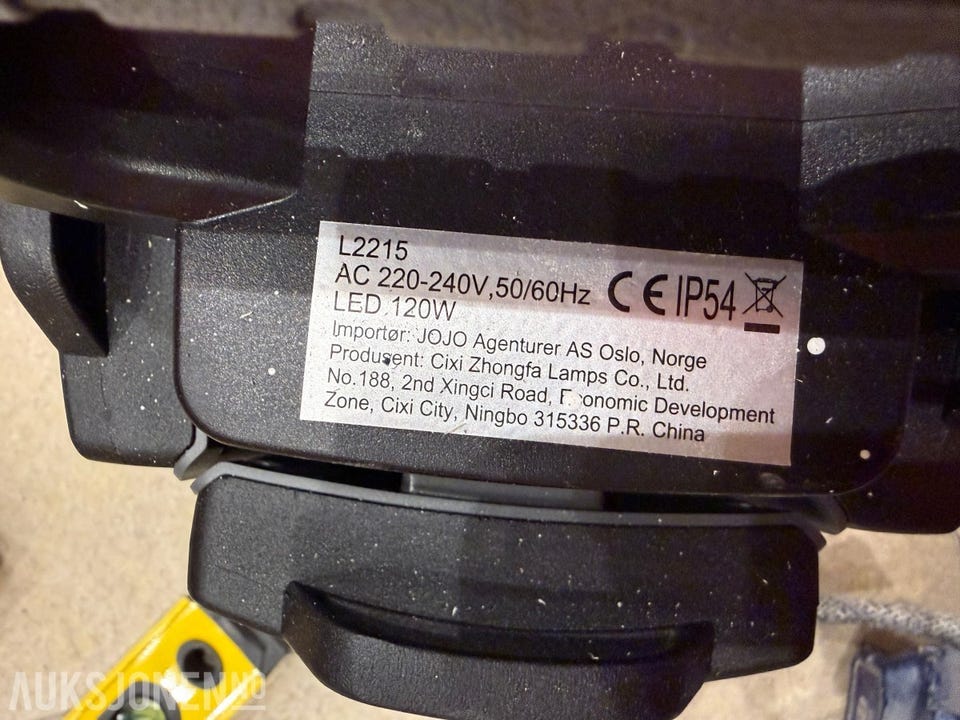 L2215
AC 220-240V,50/60Hz CE IP54
LED 120W
Importør: JOJO Agenturer AS Oslo, Norge
Produsent: Cixi Zhongfa Lamps Co., Ltd.
No.188, 2nd Xingci Road, Economic Development
Zone, Cixi City, Ningbo 315336 P.R. China
AUKSJONEN.NO